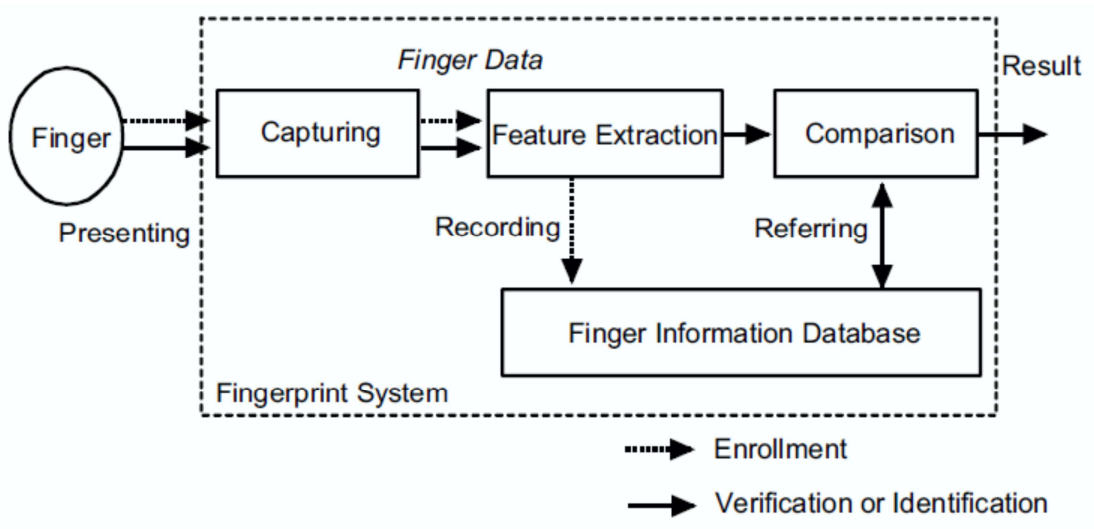 Finger Data
Result
Finger
Capturing
Feature Extraction
Comparison
Presenting
Recording
Referring
Finger Information Database
Fingerprint System
Enrollment
Verification or Identification